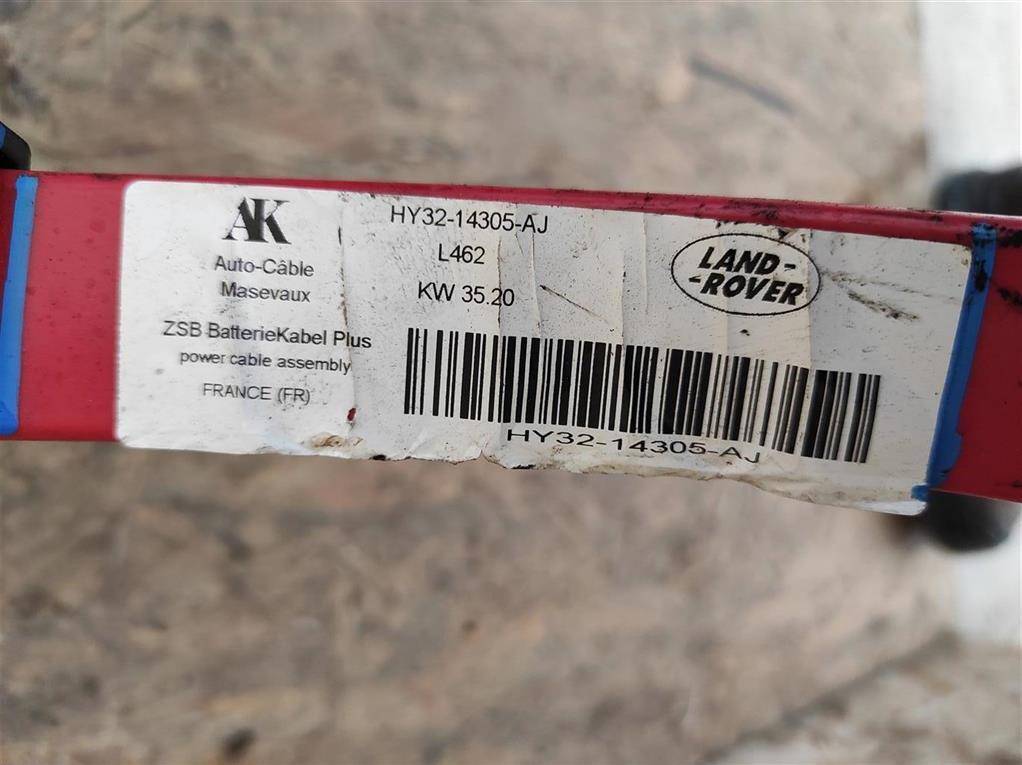 AK
Auto-Câble
Masevaux
ZSB BatterieKabel Plus
power cable assembly
FRANCE (FR)
HY32-14305-AJ
L462
KW 35.20
LAND-
-ROVER
HY32-14305-AJ